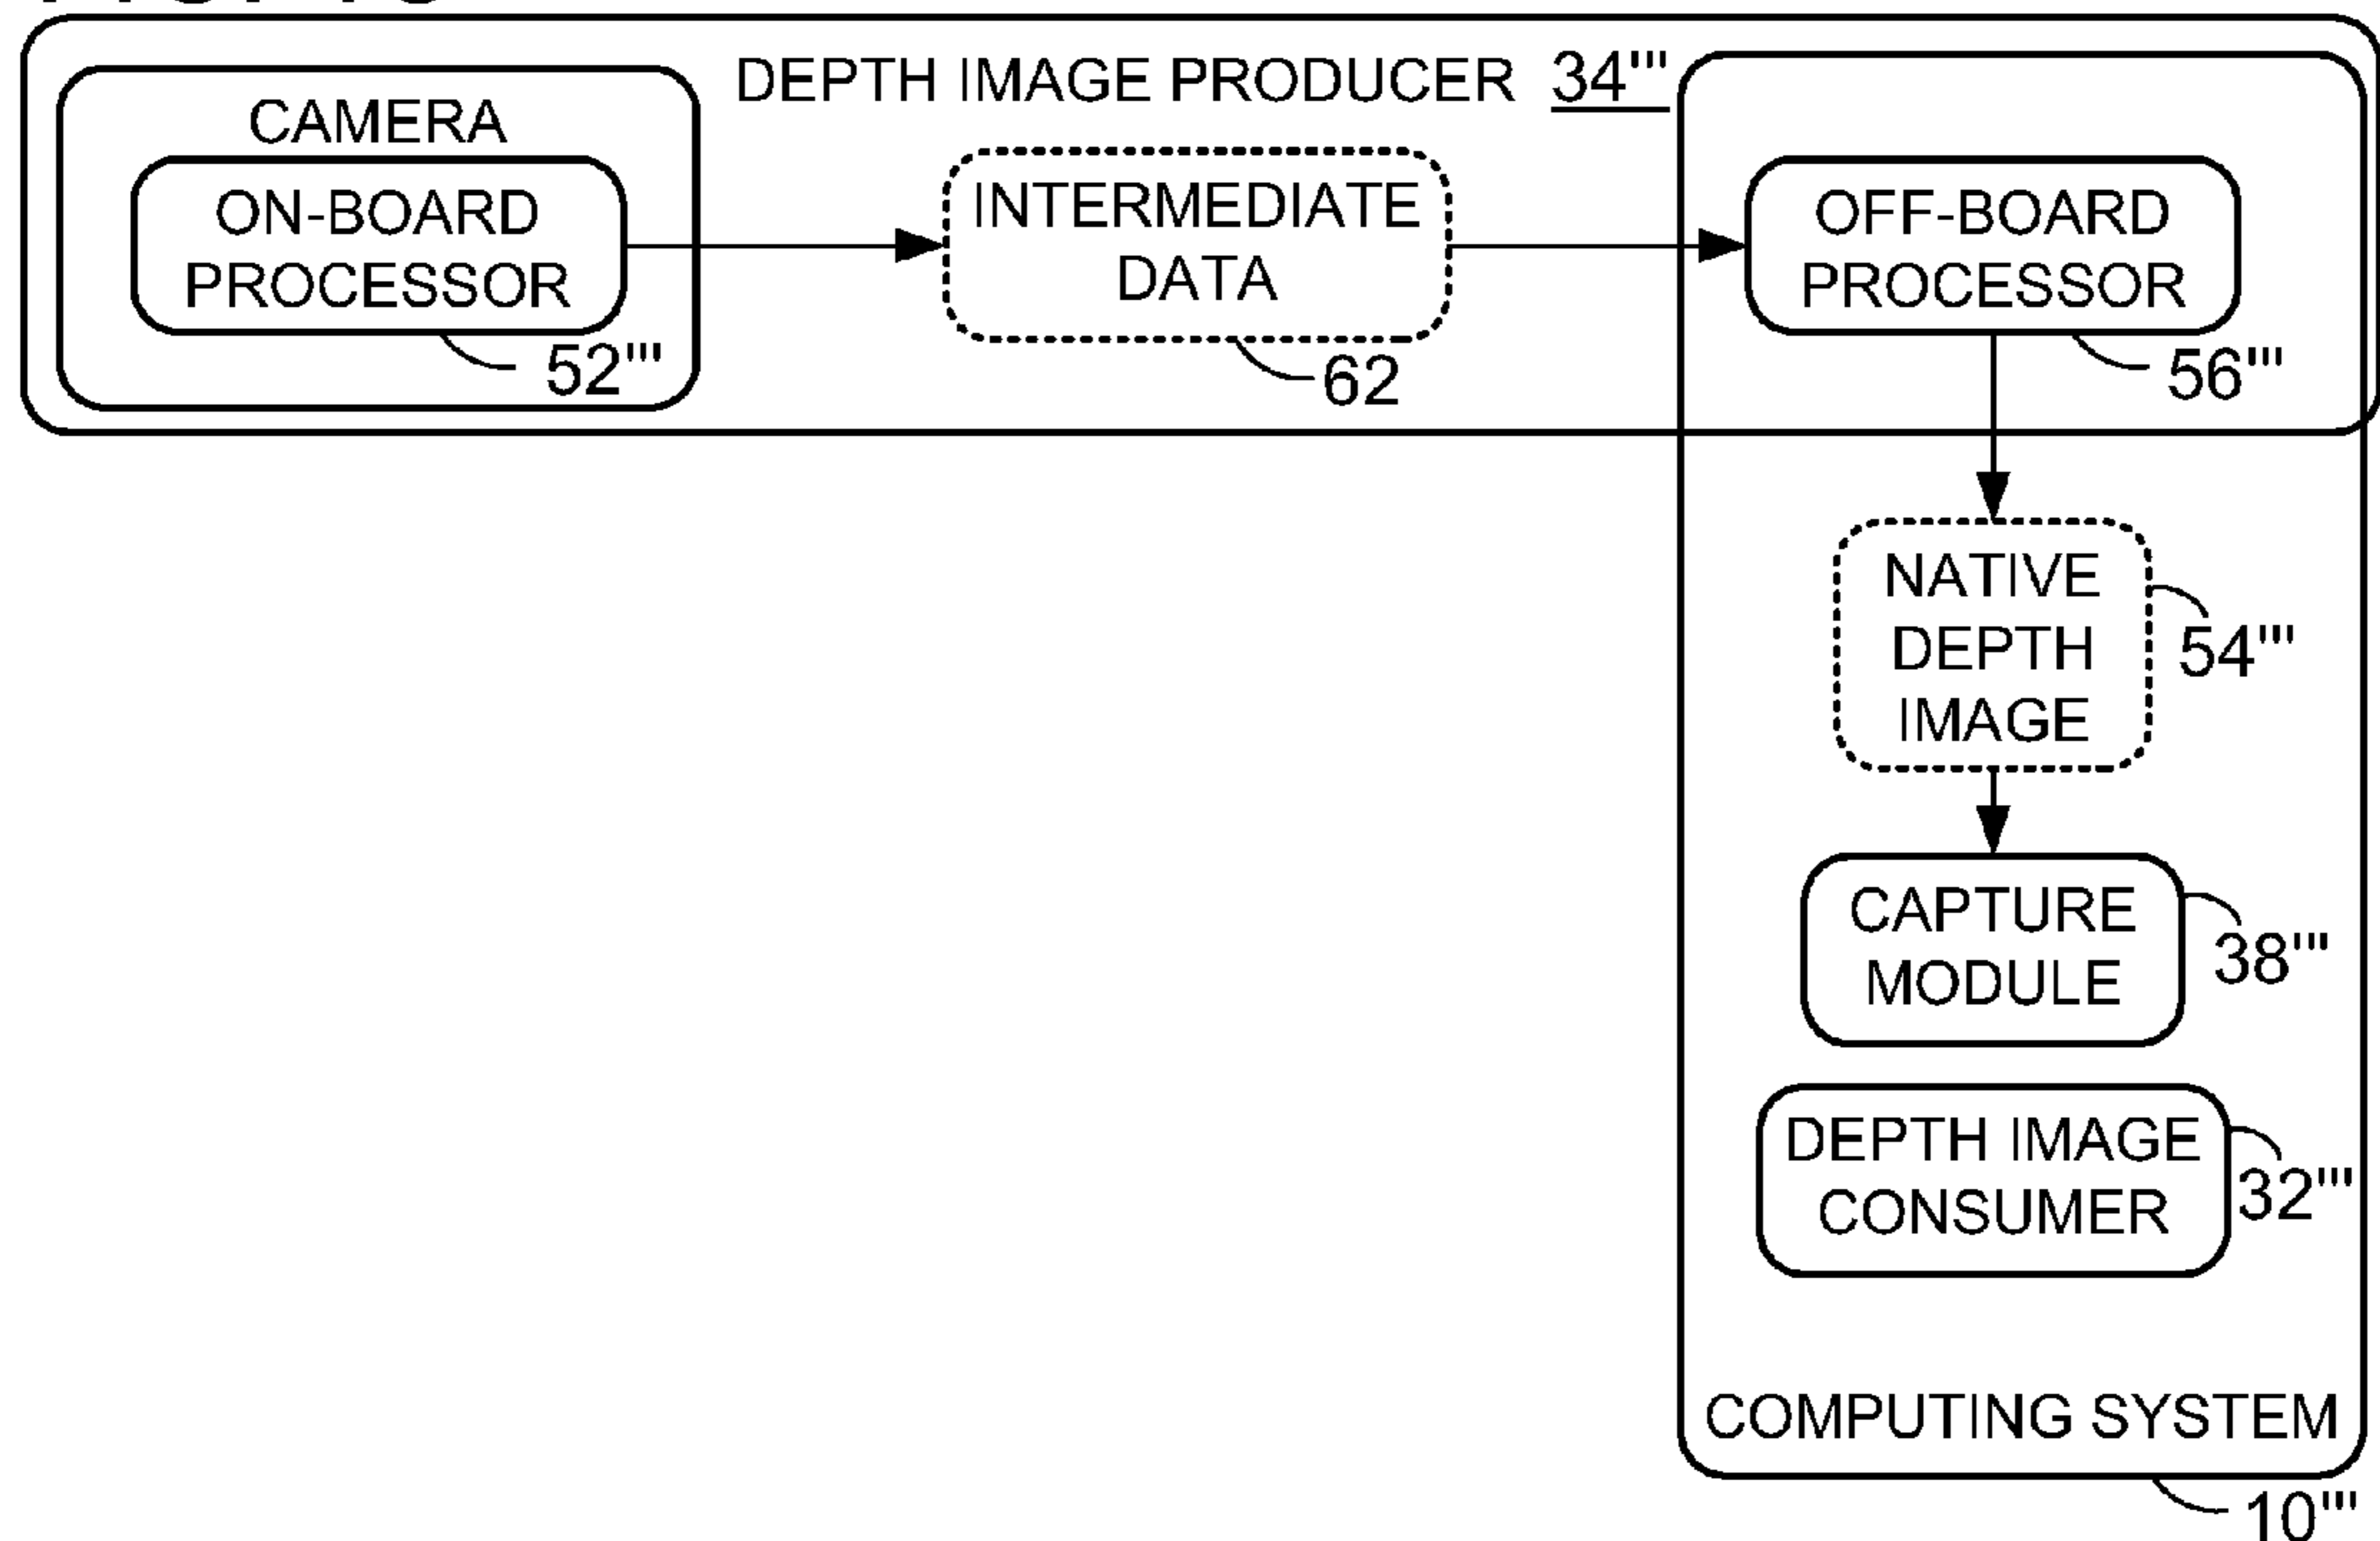 DEPTH IMAGE PRODUCER 34'''
CAMERA
ON-BOARD
PROCESSOR
52'''
INTERMEDIATE
DATA
62
OFF-BOARD
PROCESSOR
56'''
NATIVE
DEPTH
IMAGE
54'''
CAPTURE
MODULE
38'''
DEPTH IMAGE
CONSUMER
32'''
COMPUTING SYSTEM
10'''